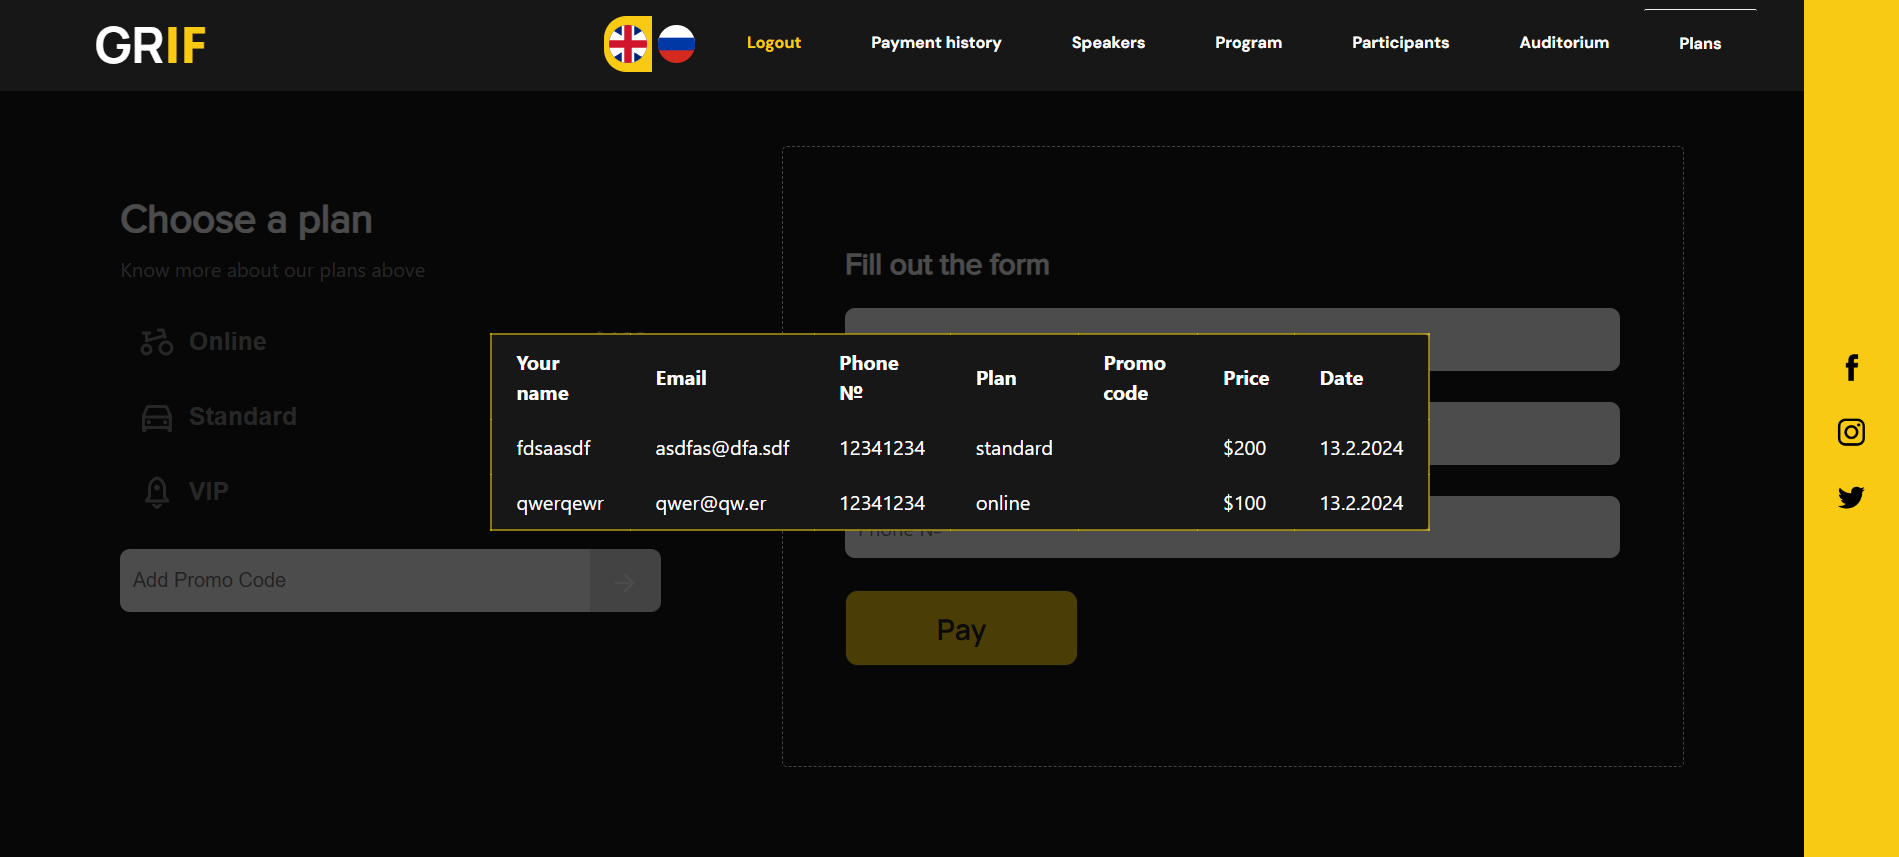 GRIF
Logout
Payment history
Speakers
Program
Participants
Auditorium
Plans
Choose a plan
Know more about our plans above
Online
Standard
VIP
Add Promo Code
Fill out the form
Your name Email Phone № Plan Promo code Price Date
fdsaasdf asdfas@dfa.sdf 12341234 standard $200 13.2.2024
qwerqewr qwer@qw.er 12341234 online $100 13.2.2024
Phone №
Pay